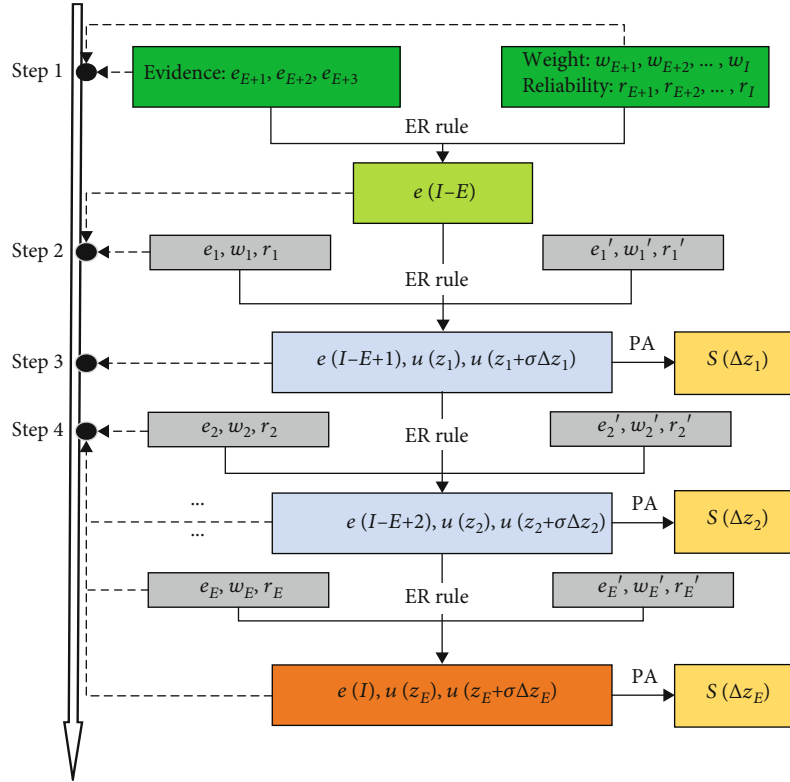 Step 1
Evidence: e_{E+1}, e_{E+2}, e_{E+3}
Weight: w_{E+1}, w_{E+2}, ... , w_I
Reliability: r_{E+1}, r_{E+2}, ... , r_I
ER rule
e (I–E)
Step 2
e_1, w_1, r_1
e_1′, w_1′, r_1′
ER rule
Step 3
e (I–E+1), u (z_1), u (z_1+σΔz_1)
PA
S (Δz_1)
Step 4
e_2, w_2, r_2
e_2′, w_2′, r_2′
ER rule
...
...
e (I–E+2), u (z_2), u (z_2+σΔz_2)
PA
S (Δz_2)
e_E, w_E, r_E
e_E′, w_E′, r_E′
ER rule
e (I), u (z_E), u (z_E+σΔz_E)
PA
S (Δz_E)